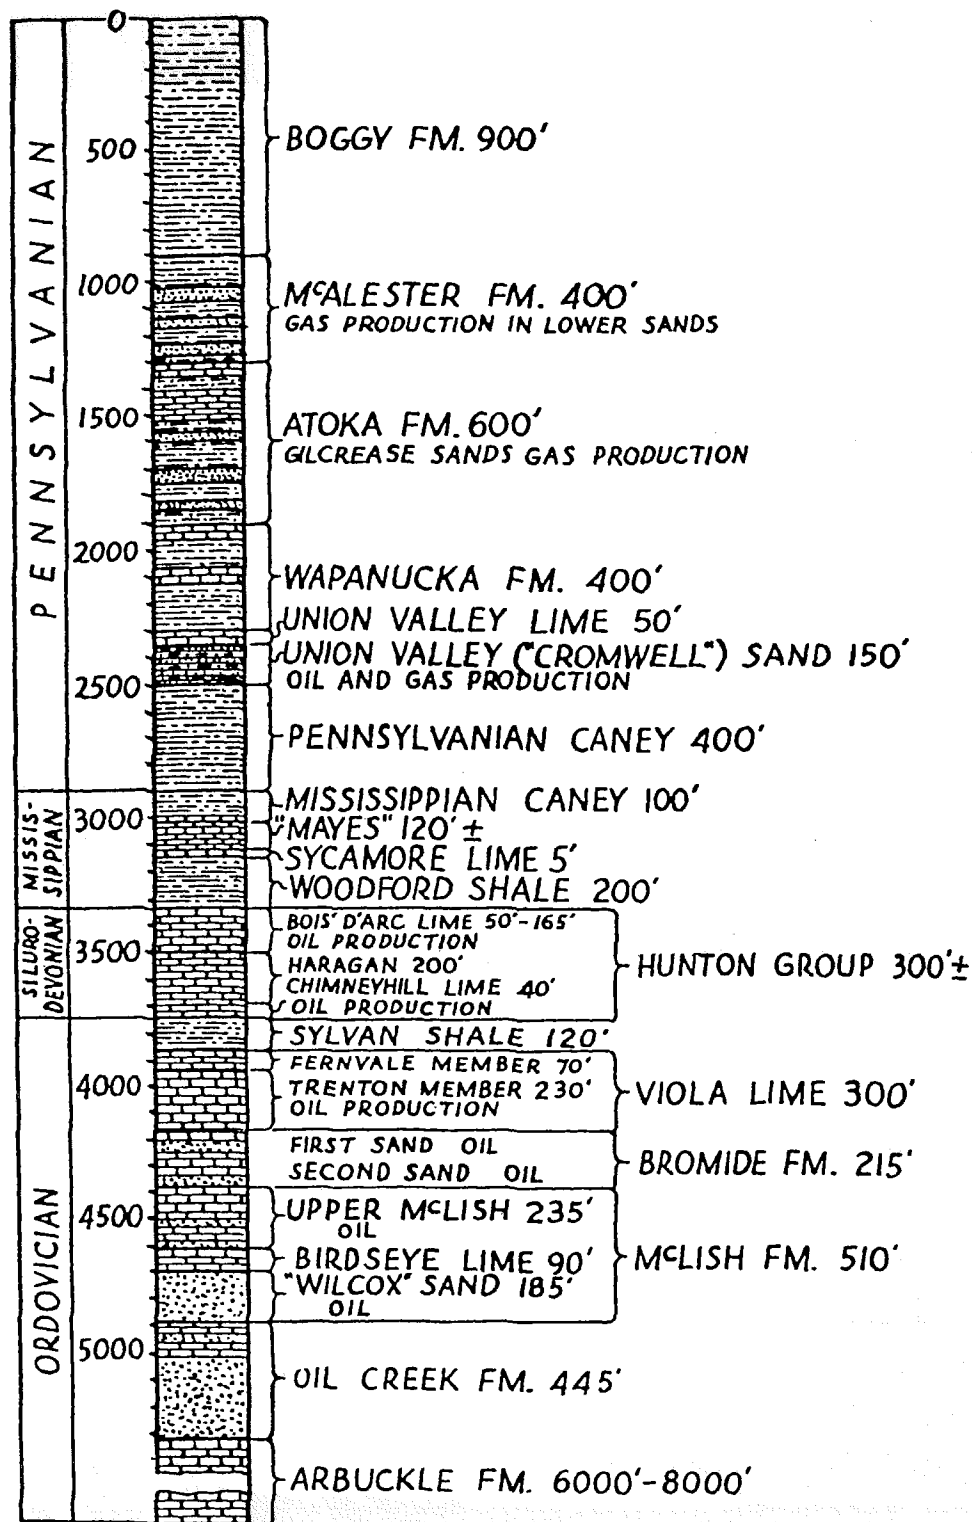 0
BOGGY FM. 900'
500
PENNSYLVANIAN
1000
McALESTER FM. 400'
GAS PRODUCTION IN LOWER SANDS
1500
ATOKA FM. 600'
GILCREASE SANDS GAS PRODUCTION
2000
WAPANUCKA FM. 400'
UNION VALLEY LIME 50'
UNION VALLEY ("CROMWELL") SAND 150'
OIL AND GAS PRODUCTION
2500
PENNSYLVANIAN CANEY 400'
MISSIS-
SIPPIAN
MISSISSIPPIAN CANEY 100'
3000
"MAYES" 120' ±
SYCAMORE LIME 5'
WOODFORD SHALE 200'
SILURO-
DEVONIAN
BOIS' D'ARC LIME 50'-165'
OIL PRODUCTION
3500
HARAGAN 200'
HUNTON GROUP 300'±
CHIMNEYHILL LIME 40'
OIL PRODUCTION
ORDOVICIAN
SYLVAN SHALE 120'
FERNVALE MEMBER 70'
4000
TRENTON MEMBER 230'
OIL PRODUCTION
VIOLA LIME 300'
FIRST SAND OIL
SECOND SAND OIL
BROMIDE FM. 215'
4500
UPPER McLISH 235'
OIL
BIRDSEYE LIME 90'
McLISH FM. 510'
"WILCOX" SAND 185'
OIL
5000
OIL CREEK FM. 445'
ARBUCKLE FM. 6000'-8000'